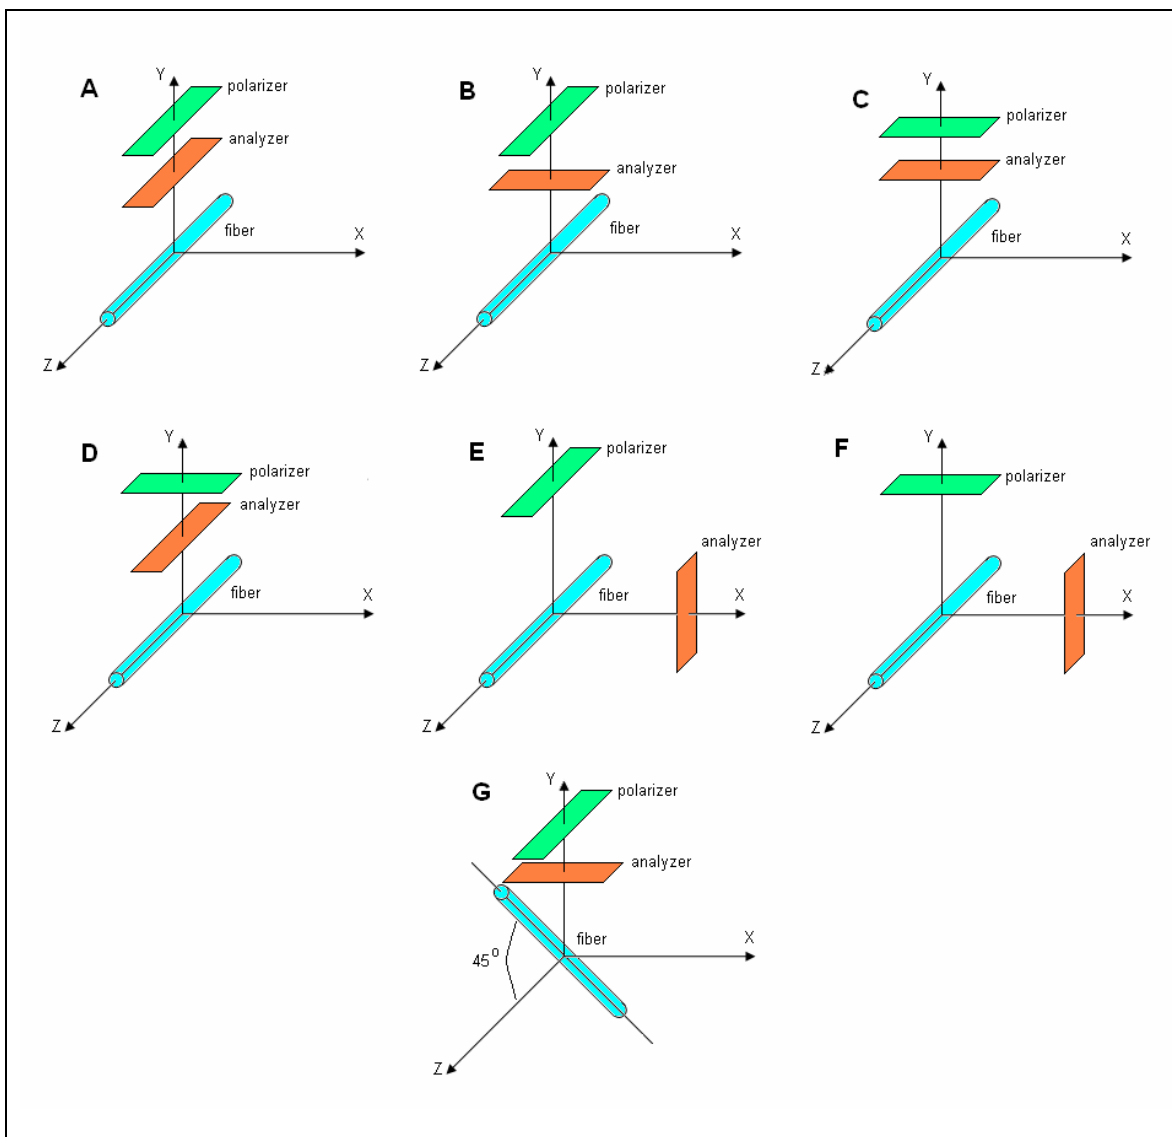 A
Y
polarizer
analyzer
fiber
X
Z
B
Y
polarizer
analyzer
fiber
X
Z
C
Y
polarizer
analyzer
fiber
X
Z
D
Y
polarizer
analyzer
fiber
X
Z
E
Y
polarizer
analyzer
fiber
X
Z
F
Y
polarizer
analyzer
fiber
X
Z
G
Y
polarizer
analyzer
fiber
X
45°
Z